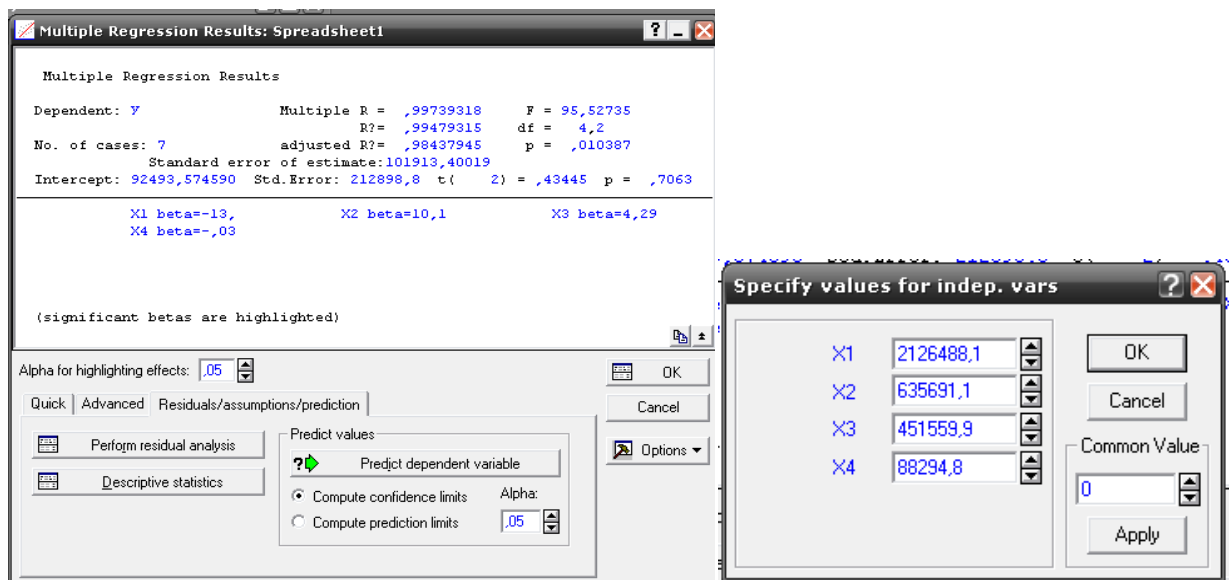 Multiple Regression Results: Spreadsheet1
Multiple Regression Results
Dependent: Y Multiple R = ,99739318 F = 95,52735
R?= ,99479315 df = 4,2
No. of cases: 7 adjusted R?= ,98437945 p = ,010387
Standard error of estimate:101913,40019
Intercept: 92493,574590 Std.Error: 212898,8 t( 2) = ,43445 p = ,7063
X1 beta=-13, X2 beta=10,1 X3 beta=4,29
X4 beta=-,03
(significant betas are highlighted)
Alpha for highlighting effects: ,05
OK
Quick Advanced Residuals/assumptions/prediction
Cancel
Perform residual analysis
Predict values
Options
?
Predict dependent variable
Descriptive statistics
Compute confidence limits Alpha:
Compute prediction limits ,05
Specify values for indep. vars
X1 2126488,1
X2 635691,1
X3 451559,9
X4 88294,8
OK
Cancel
Common Value
0
Apply